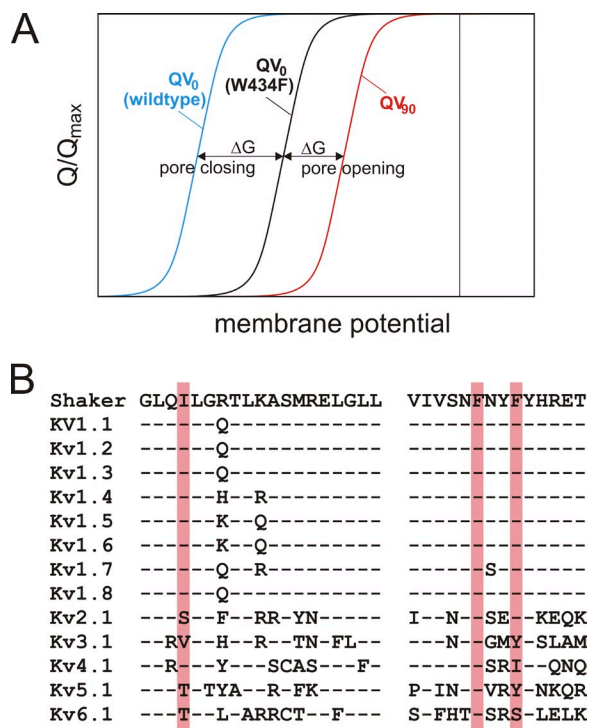 A
Q/Qmax
QV0
(wildtype)
QV0
(W434F)
QV90
ΔG
pore closing
ΔG
pore opening
membrane potential
B
Shaker GLQILGRTLKASMRELGLL VIVSNFNYFYHRET
KV1.1 ------Q------------ --------------
Kv1.2 ------Q------------ --------------
Kv1.3 ------Q------------ --------------
Kv1.4 ------H--R--------- --------------
Kv1.5 ------K--Q--------- --------------
Kv1.6 ------K--Q--------- --------------
Kv1.7 ------Q--R--------- ------S-------
Kv1.8 ------Q------------ --------------
Kv2.1 ---S--F--RR-YN----- I--N--SE--KEQK
Kv3.1 --RV--H--R--TN-FL-- ---N--GMY-SLAM
Kv4.1 --R---Y---SCAS---F- ------SRI--QNQ
Kv5.1 ---T-TYA--R-FK----- P-IN--VRY-NKQR
Kv6.1 ---T--L-ARRCT--F--- S-FHT-SRS-LELK